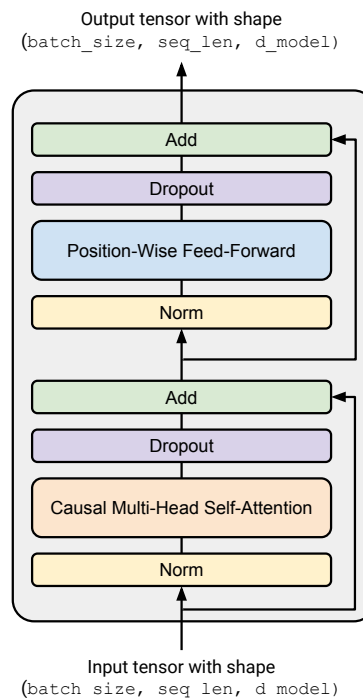 Output tensor with shape
(batch_size, seq_len, d_model)
Add
Dropout
Position-Wise Feed-Forward
Norm
Add
Dropout
Causal Multi-Head Self-Attention
Norm
Input tensor with shape
(batch_size, seq_len, d_model)